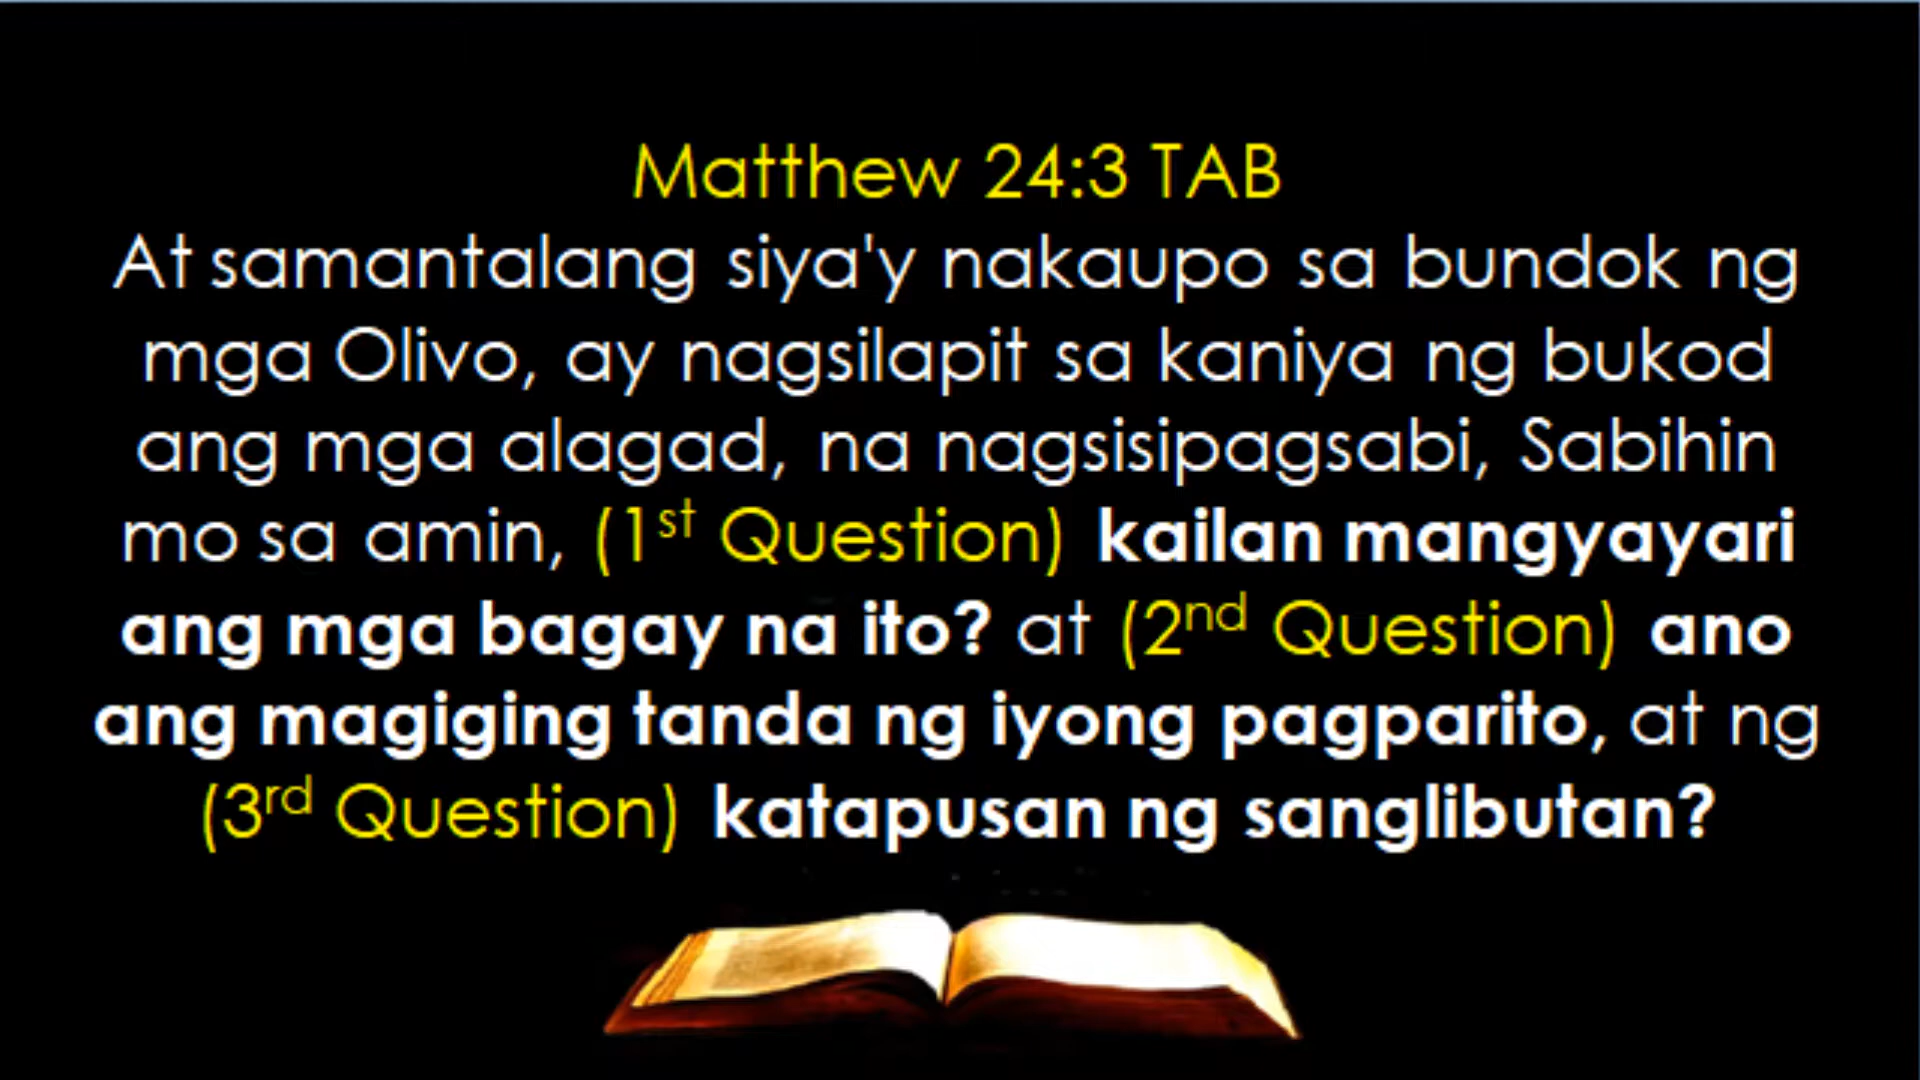 Matthew 24:3 TAB
At samantalang siya'y nakaupo sa bundok ng
mga Olivo, ay nagsilapit sa kaniya ng bukod
ang mga alagad, na nagsisipagsabi, Sabihin
mo sa amin, (1st Question) kailan mangyayari
ang mga bagay na ito? at (2nd Question) ano
ang magiging tanda ng iyong pagparito, at ng
(3rd Question) katapusan ng sanglibutan?